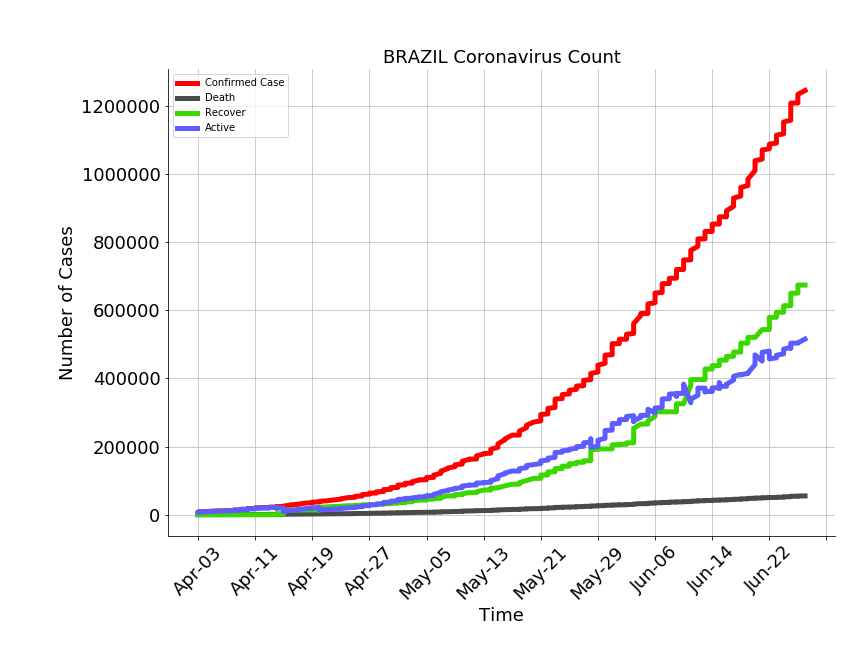 BRAZIL Coronavirus Count
Confirmed Case
Death
Recover
Active
Number of Cases
1200000
1000000
800000
600000
400000
200000
0
Apr-03
Apr-11
Apr-19
Apr-27
May-05
May-13
May-21
May-29
Jun-06
Jun-14
Jun-22
Time